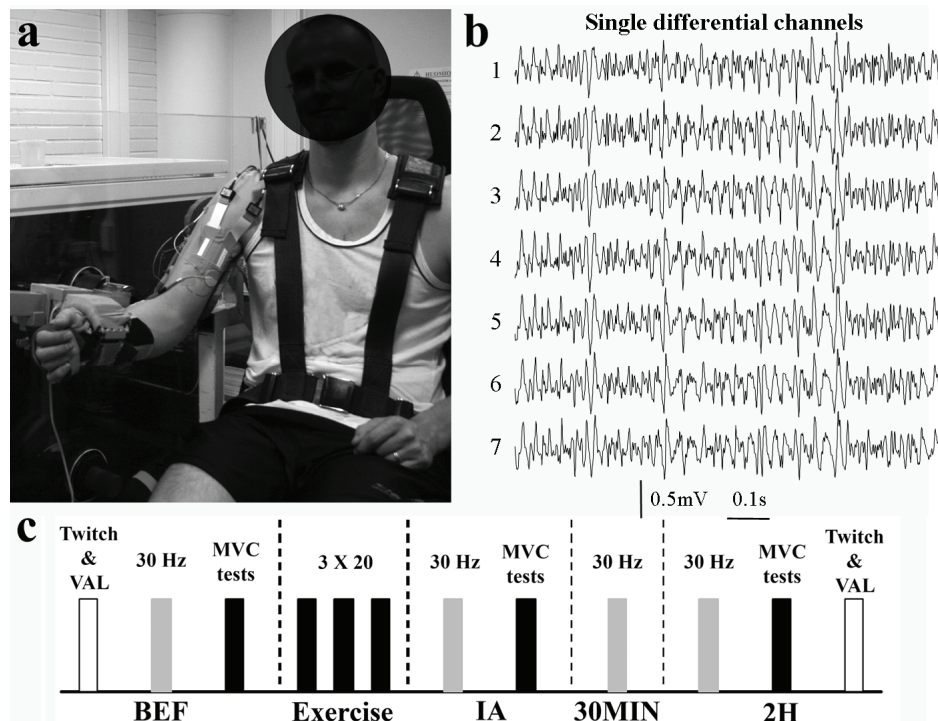 a
b
Single differential channels
1
2
3
4
5
6
7
0.5mV 0.1s
c
Twitch
&
VAL
30 Hz
MVC
tests
3 X 20
30 Hz
MVC
tests
30 Hz
30 Hz
MVC
tests
Twitch
&
VAL
BEF Exercise IA 30MIN 2H